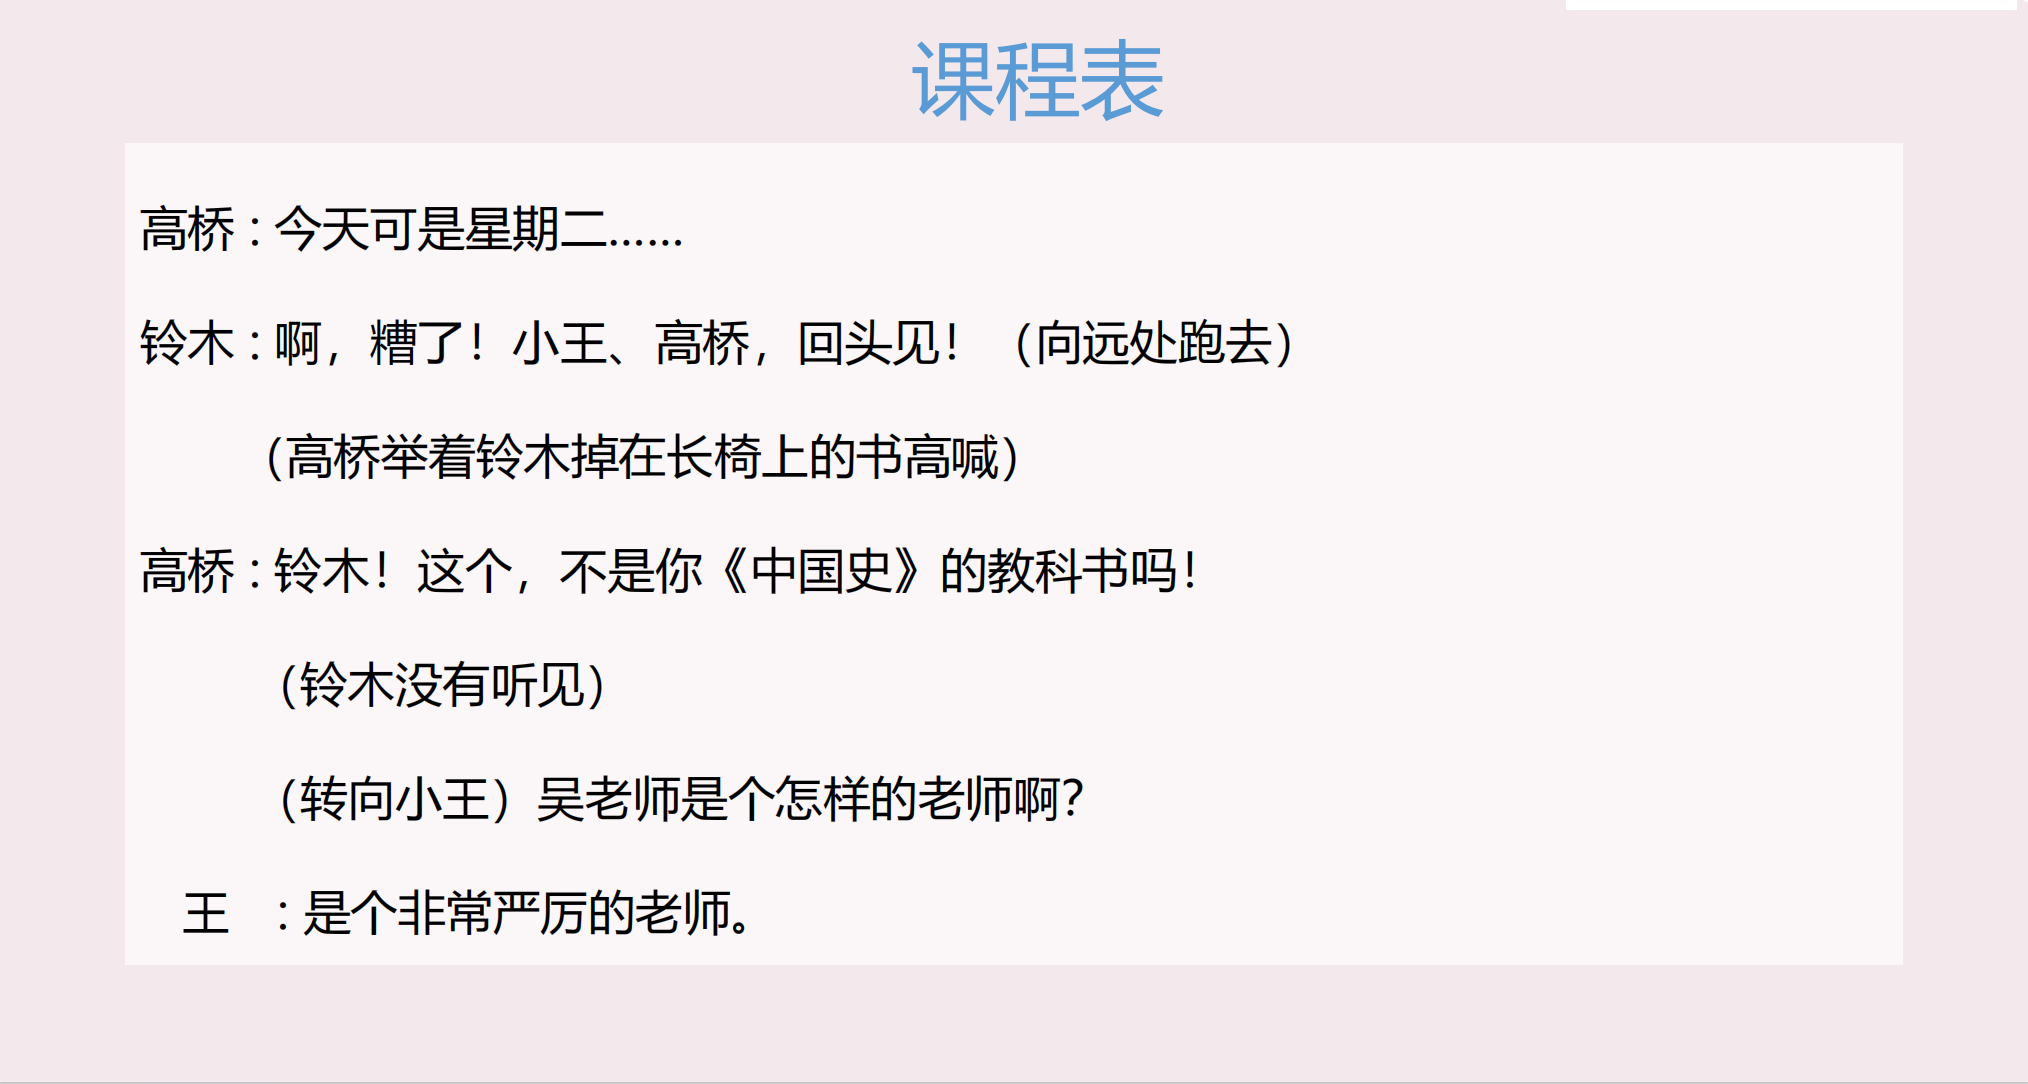 课程表
高桥：今天可是星期二……
铃木：啊，糟了！小王、高桥，回头见！（向远处跑去）
（高桥举着铃木掉在长椅上的书高喊）
高桥：铃木！这个，不是你《中国史》的教科书吗！
（铃木没有听见）
（转向小王）吴老师是个怎样的老师啊？
王　：是个非常严厉的老师。